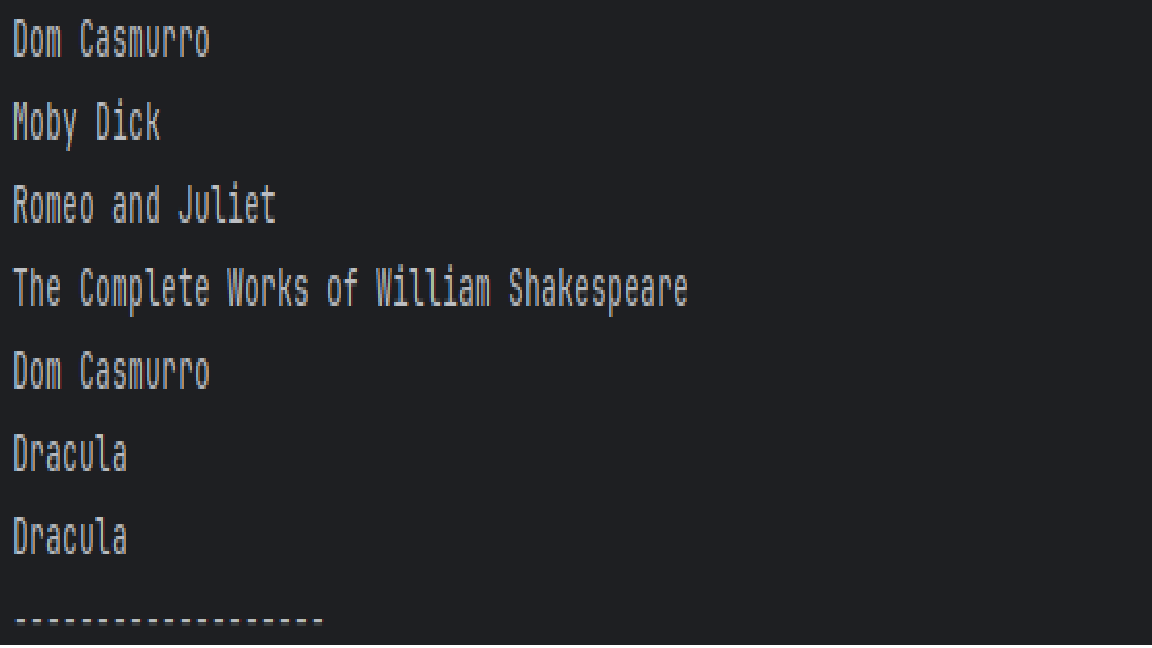 Dom Casmurro
Moby Dick
Romeo and Juliet
The Complete Works of William Shakespeare
Dom Casmurro
Dracula
Dracula
-------------------